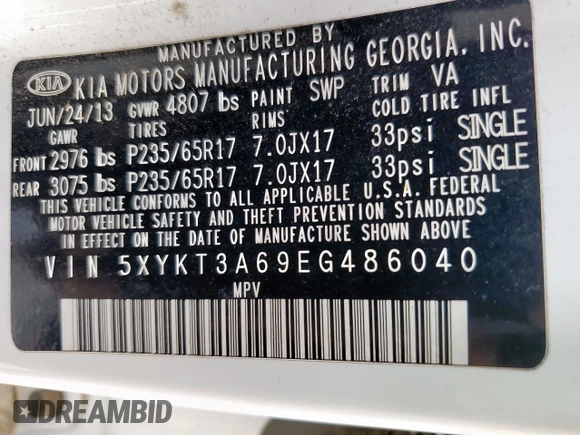 MANUFACTURED BY
KIA KIA MOTORS MANUFACTURING GEORGIA, INC.
JUN/24/13 GVWR 4807 lbs PAINT SWP TRIM VA
GAWR TIRES RIMS COLD TIRE INFL
FRONT 2976 lbs P235/65R17 7.0JX17 33psi SINGLE
REAR 3075 lbs P235/65R17 7.0JX17 33psi SINGLE
THIS VEHICLE CONFORMS TO ALL APPLICABLE U.S.A. FEDERAL
MOTOR VEHICLE SAFETY AND THEFT PREVENTION STANDARDS
IN EFFECT ON THE DATE OF MANUFACTURE SHOWN ABOVE
VIN 5XYKT3A69EG486040
MPV
DREAMBID